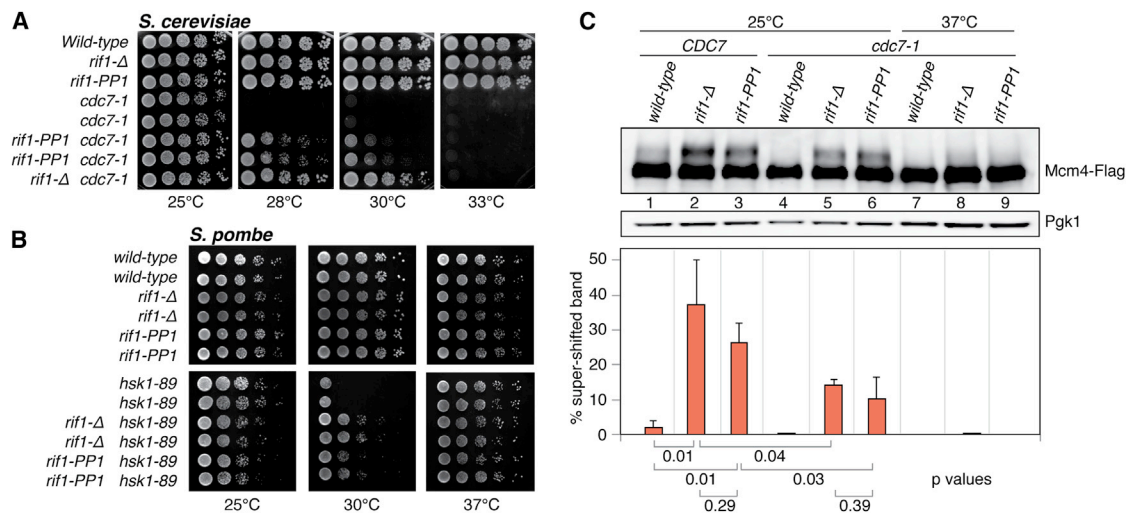 A
S. cerevisiae
Wild-type
rif1-Δ
rif1-PP1
cdc7-1
cdc7-1
rif1-PP1 cdc7-1
rif1-PP1 cdc7-1
rif1-Δ cdc7-1
25°C 28°C 30°C 33°C
B
S. pombe
wild-type
wild-type
rif1-Δ
rif1-Δ
rif1-PP1
rif1-PP1
hsk1-89
hsk1-89
rif1-Δ hsk1-89
rif1-Δ hsk1-89
rif1-PP1 hsk1-89
rif1-PP1 hsk1-89
25°C 30°C 37°C
C
25°C 37°C
CDC7 cdc7-1
wild-type rif1-Δ rif1-PP1 wild-type rif1-Δ rif1-PP1 wild-type rif1-Δ rif1-PP1
Mcm4-Flag
1 2 3 4 5 6 7 8 9
Pgk1
% super-shifted band
50
40
30
20
10
0
0.01 0.04
0.01 0.03 p values
0.29 0.39